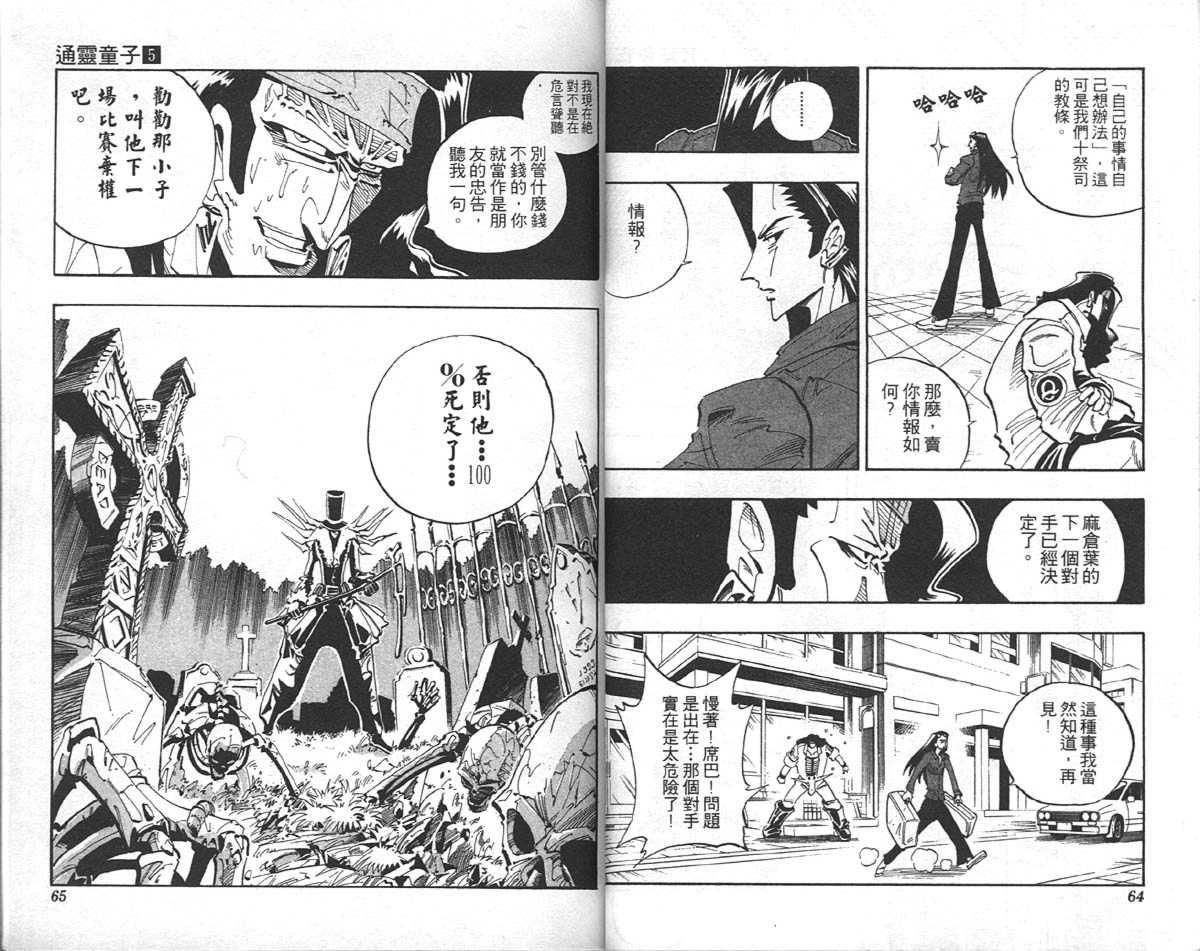 「自己的事情自
己想辦法」，這
可是我們十祭司
的教條。
哈哈哈
那麼，賣
你情報如
何？
⋯⋯
情報？
麻倉葉的
下一個對
手已經決
定了。
這種事我當
然知道，再
見！
慢著！席巴！問題
是出在⋯那個對手
實在是太危險了！
64
通靈童子 5
我現在絕
對不是在
危言聳聽
別管什麼錢
不錢的，你
就當作是朋
友的忠告，
聽我一句。
勸勸那小子
，叫他下一
場比賽棄權
吧。
否則他⋯100
%死定了⋯
DEAD
65